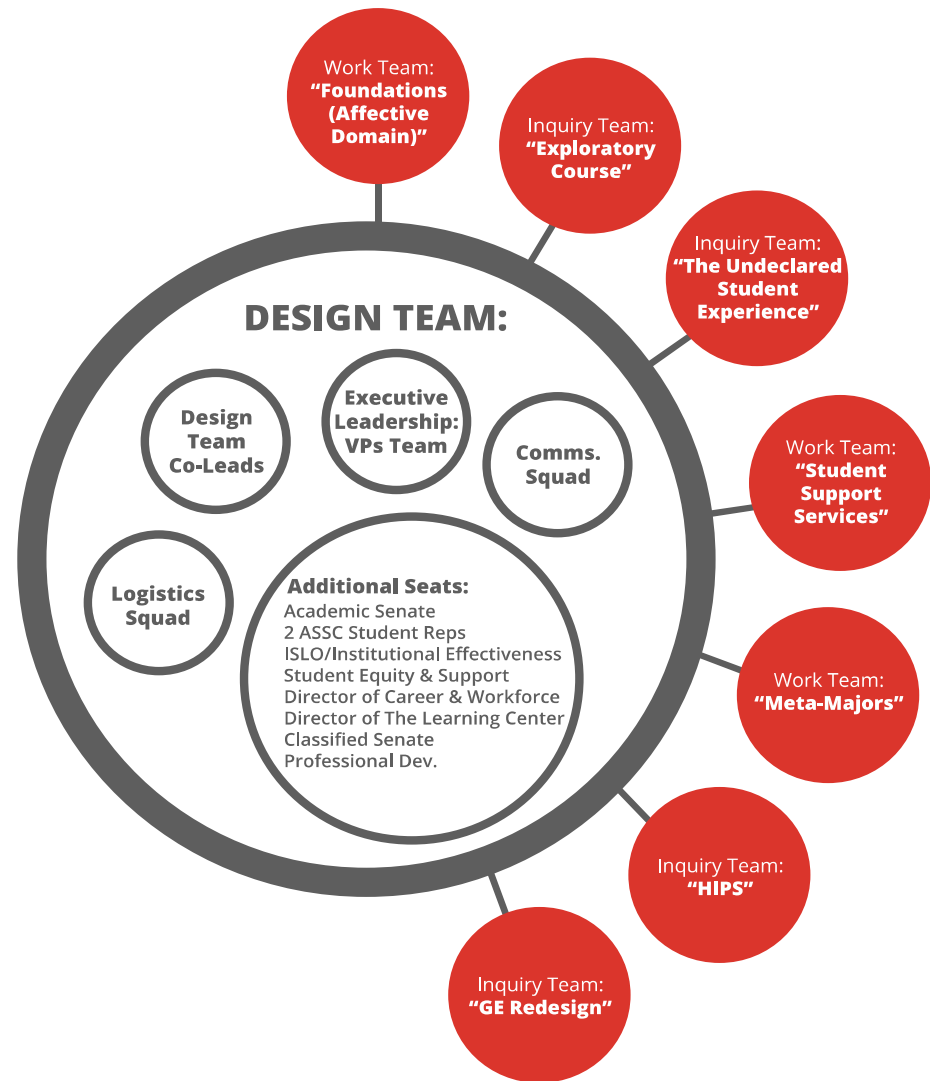 Work Team:
“Foundations
(Affective
Domain)”
Inquiry Team:
“Exploratory
Course”
Inquiry Team:
“The Undeclared
Student
Experience”
DESIGN TEAM:
Design
Team
Co-Leads
Executive
Leadership:
VPs Team
Comms.
Squad
Work Team:
“Student
Support
Services”
Logistics
Squad
Additional Seats:
Academic Senate
2 ASSC Student Reps
ISLO/Institutional Effectiveness
Student Equity & Support
Director of Career & Workforce
Director of The Learning Center
Classified Senate
Professional Dev.
Work Team:
“Meta-Majors”
Inquiry Team:
“HIPS”
Inquiry Team:
“GE Redesign”